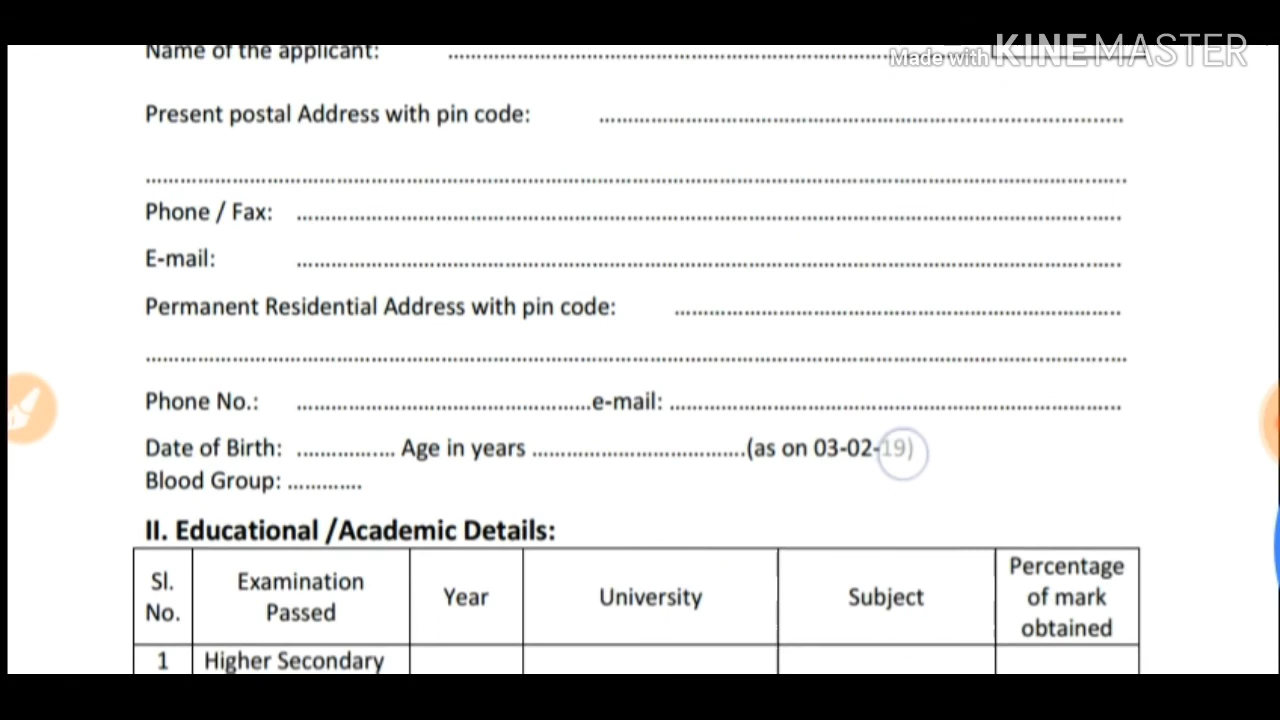 Made with KINEMASTER
Name of the applicant: ................................................................................
Present postal Address with pin code: ................................................................................
................................................................................
Phone / Fax: ................................................................................
E-mail: ................................................................................
Permanent Residential Address with pin code: ................................................................................
................................................................................
Phone No.: ..................................................e-mail: ................................................................................
Date of Birth: ................. Age in years .....................................(as on 03-02-19)
Blood Group: .............
II. Educational /Academic Details:
Sl. No. Examination Passed Year University Subject Percentage of mark obtained
1 Higher Secondary